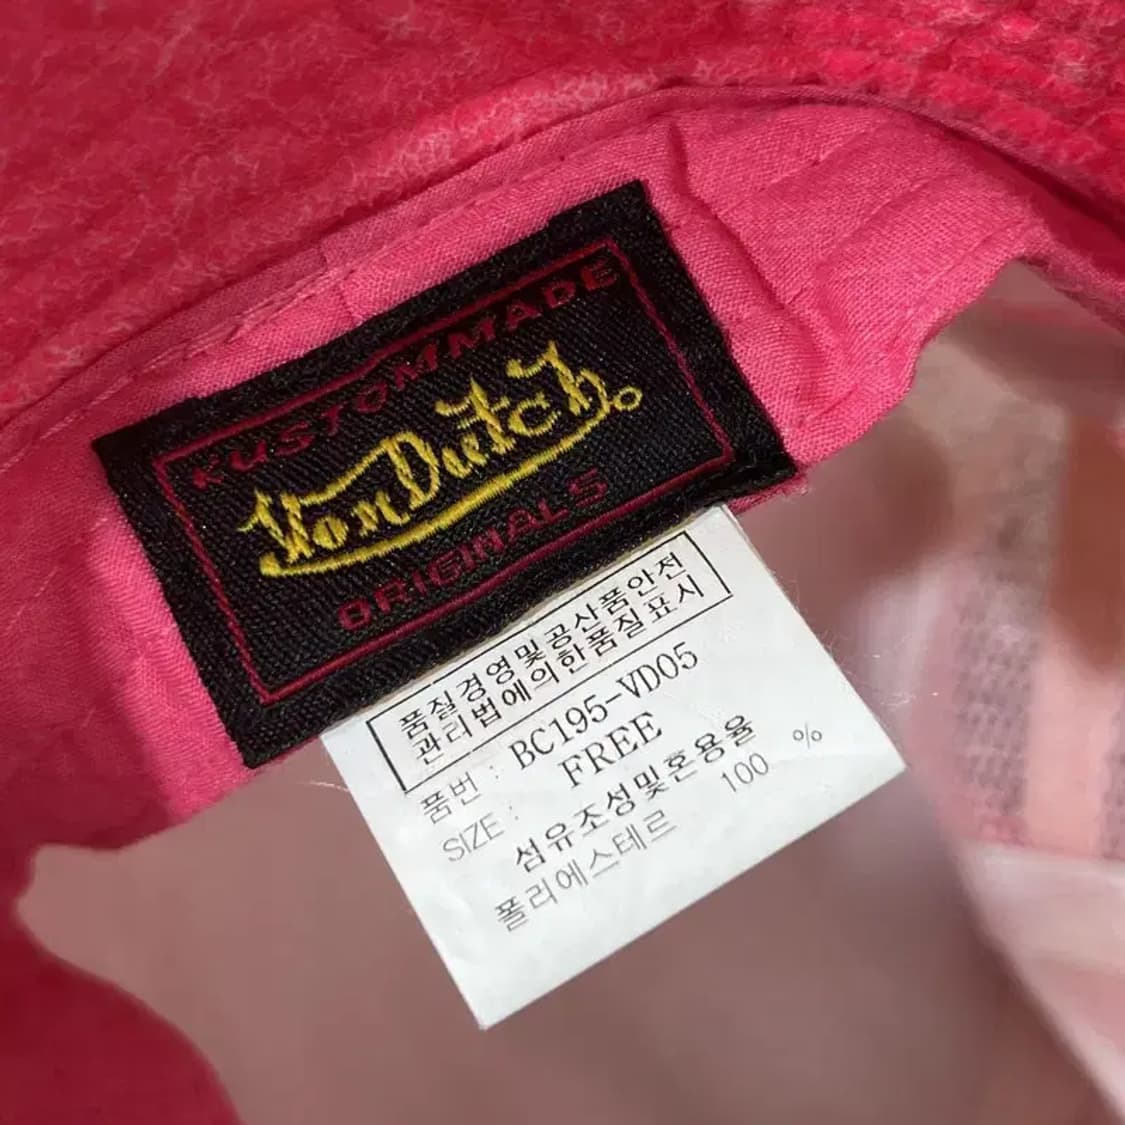 KUSTOMMADE
Von Dutch
ORIGINALS
품질경영및공산품안전
관리법에의한품질표시
품번 : BC195-VD05
SIZE : FREE
섬유조성및혼용율
폴리에스테르 100 %